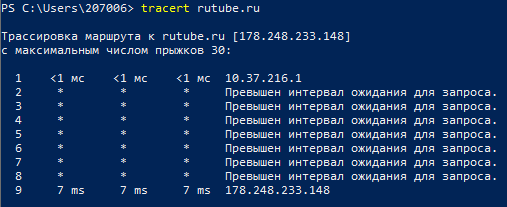 PS C:\Users\207006> tracert rutube.ru
Трассировка маршрута к rutube.ru [178.248.233.148]
с максимальным числом прыжков 30:
1 <1 мс <1 мс <1 мс 10.37.216.1
2 * * * Превышен интервал ожидания для запроса.
3 * * * Превышен интервал ожидания для запроса.
4 * * * Превышен интервал ожидания для запроса.
5 * * * Превышен интервал ожидания для запроса.
6 * * * Превышен интервал ожидания для запроса.
7 * * * Превышен интервал ожидания для запроса.
8 * * * Превышен интервал ожидания для запроса.
9 7 ms 7 ms 7 ms 178.248.233.148